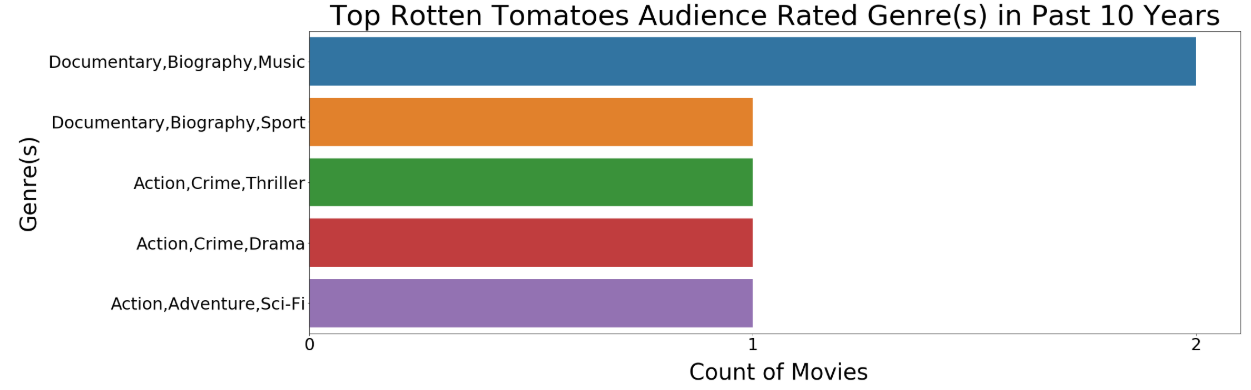 Top Rotten Tomatoes Audience Rated Genre(s) in Past 10 Years
Genre(s)
Documentary,Biography,Music
Documentary,Biography,Sport
Action,Crime,Thriller
Action,Crime,Drama
Action,Adventure,Sci-Fi
0 1 2
Count of Movies